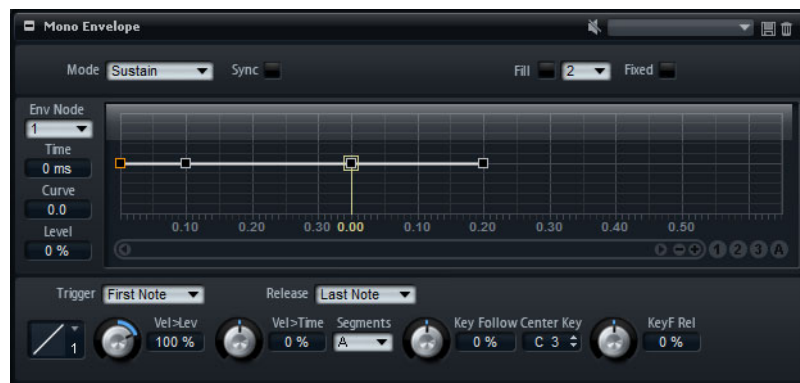 Mono Envelope
Mode Sustain Sync Fill 2 Fixed
Env Node
1
Time
0 ms
Curve
0.0
Level
0 %
0.10 0.20 0.30 0.00 0.10 0.20 0.30 0.40 0.50
1 2 3 A
Trigger First Note Release Last Note
1
Vel>Lev
100 %
Vel>Time
0 %
Segments
A
Key Follow
0 %
Center Key
C 3
KeyF Rel
0 %